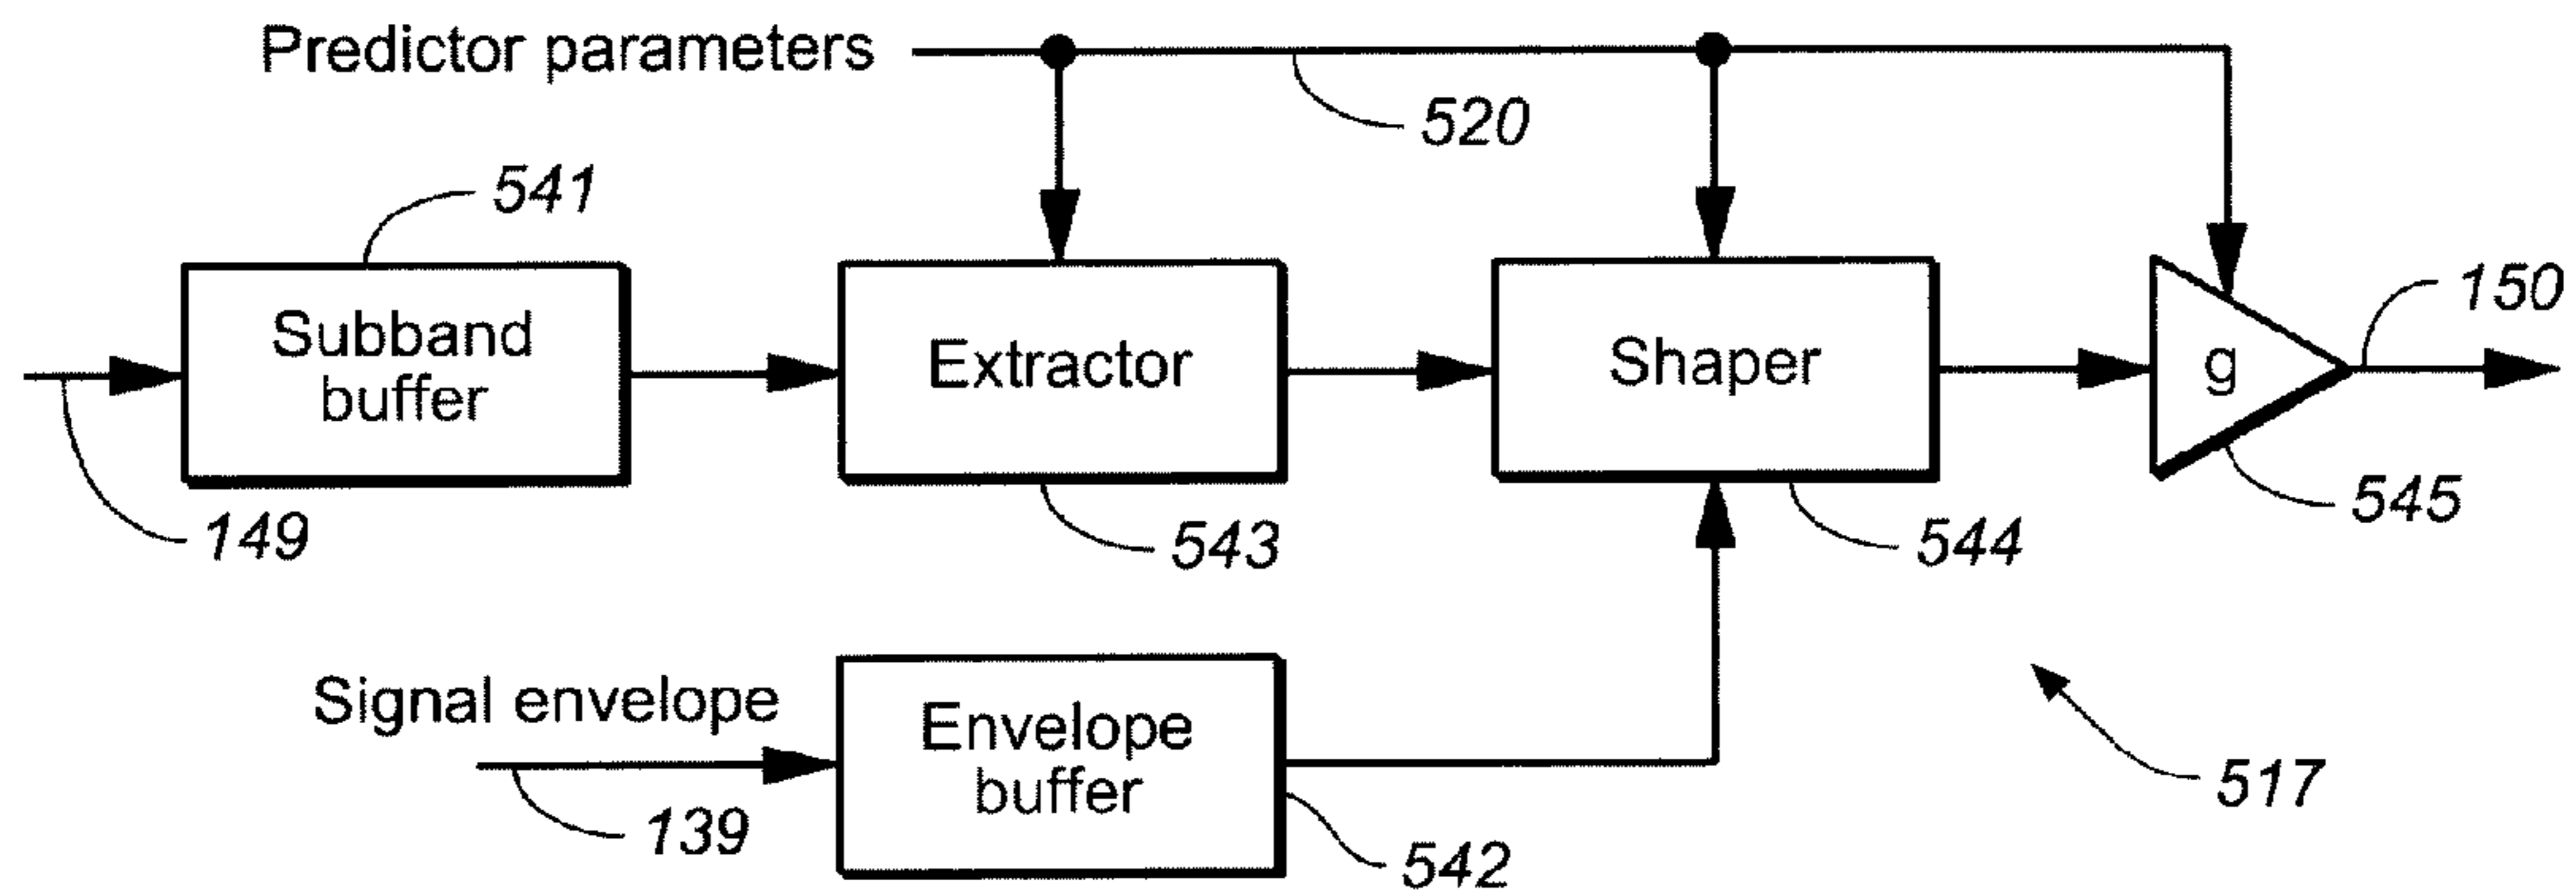 Predictor parameters
520
541
150
Subband
buffer
Extractor
Shaper
g
149
543
544
545
Signal envelope
Envelope
buffer
139
542
517